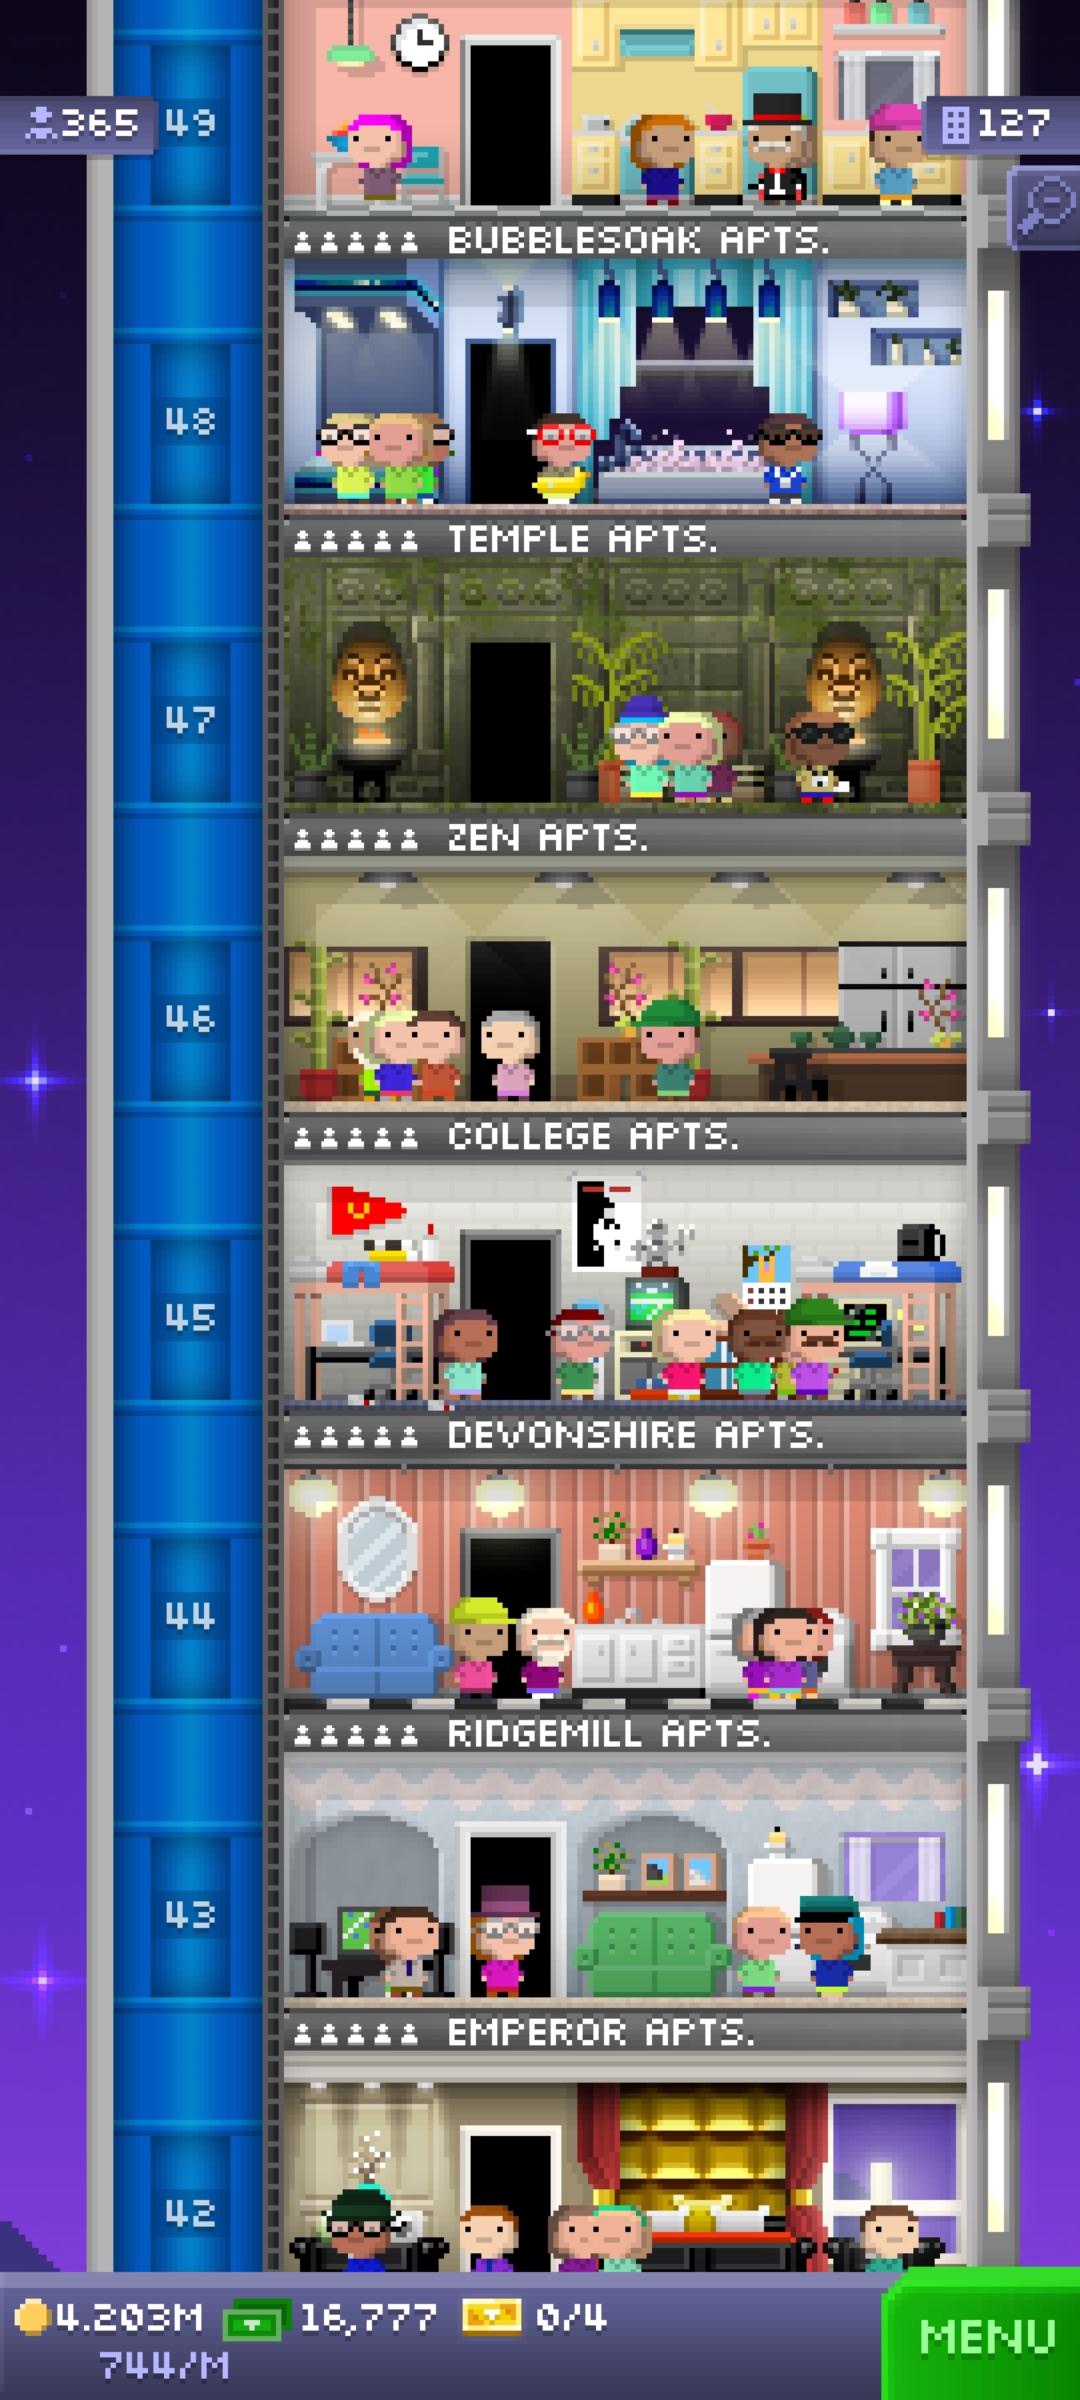 365
49
127
BUBBLESOAK APTS.
48
TEMPLE APTS.
47
ZEN APTS.
46
COLLEGE APTS.
45
DEVONSHIRE APTS.
44
RIDGEMILL APTS.
43
EMPEROR APTS.
42
4.203M 16,777 0/4
744/M
MENU